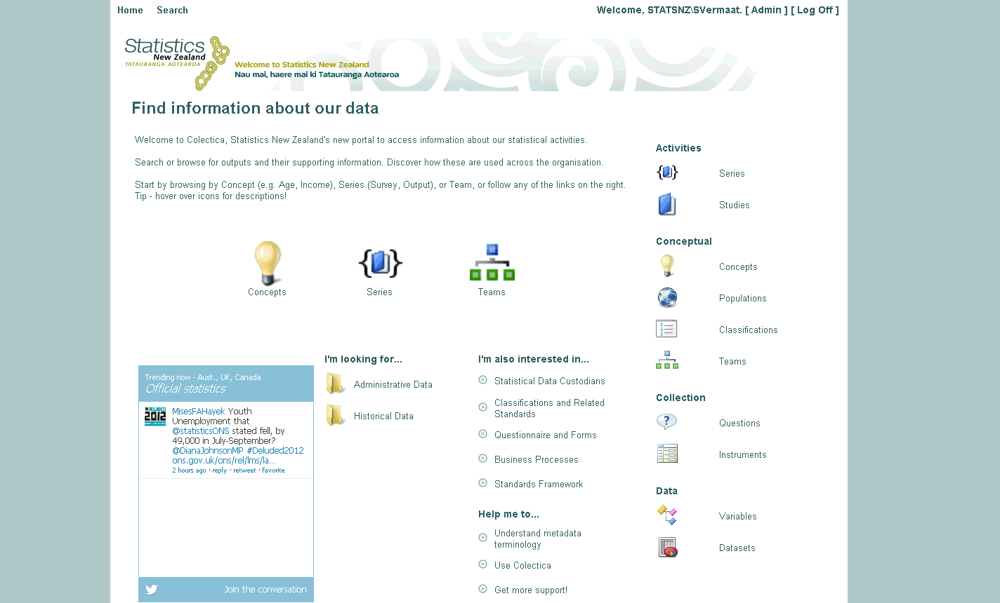 Home Search
Welcome, STATSNZ\SVermaat. [ Admin ] [ Log Off ]
Statistics
New Zealand
TATAURANGA AOTEAROA
Welcome to Statistics New Zealand
Nau mai, haere mai ki Tatauranga Aotearoa
Find information about our data
Welcome to Colectica, Statistics New Zealand's new portal to access information about our statistical activities.
Search or browse for outputs and their supporting information. Discover how these are used across the organisation.
Start by browsing by Concept (e.g. Age, Income), Series (Survey, Output), or Team, or follow any of the links on the right.
Tip - hover over icons for descriptions!
Concepts
Series
Teams
Trending now - Aust., UK, Canada
Official statistics
DELUDED
2012
MisesFAHayek Youth
Unemployment that
@statisticsONS stated fell, by
49,000 in July-September?
@DianaJohnsonMP #Deluded2012
ons.gov.uk/ons/rel/lms/la...
2 hours ago · reply · retweet · favorite
Join the conversation
I'm looking for...
Administrative Data
Historical Data
I'm also interested in...
Statistical Data Custodians
Classifications and Related
Standards
Questionnaire and Forms
Business Processes
Standards Framework
Help me to...
Understand metadata
terminology
Use Colectica
Get more support!
Activities
Series
Studies
Conceptual
Concepts
Populations
1
2
3
Classifications
Teams
Collection
?
Questions
Instruments
Data
Variables
Datasets